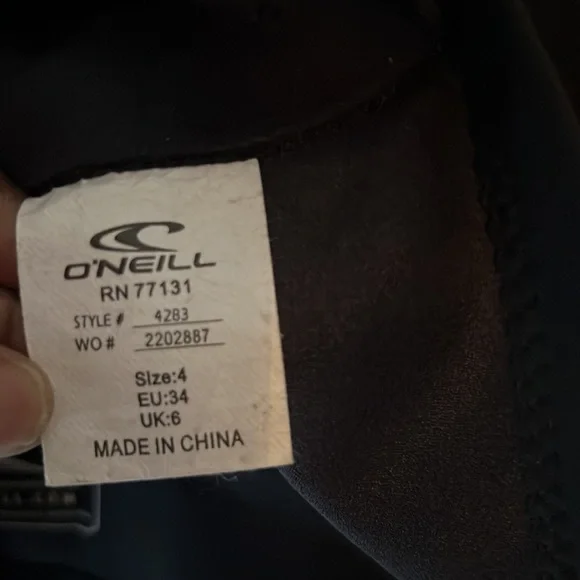 O'NEILL
RN 77131
STYLE # 4283
WO # 2202887
Size:4
EU:34
UK:6
MADE IN CHINA